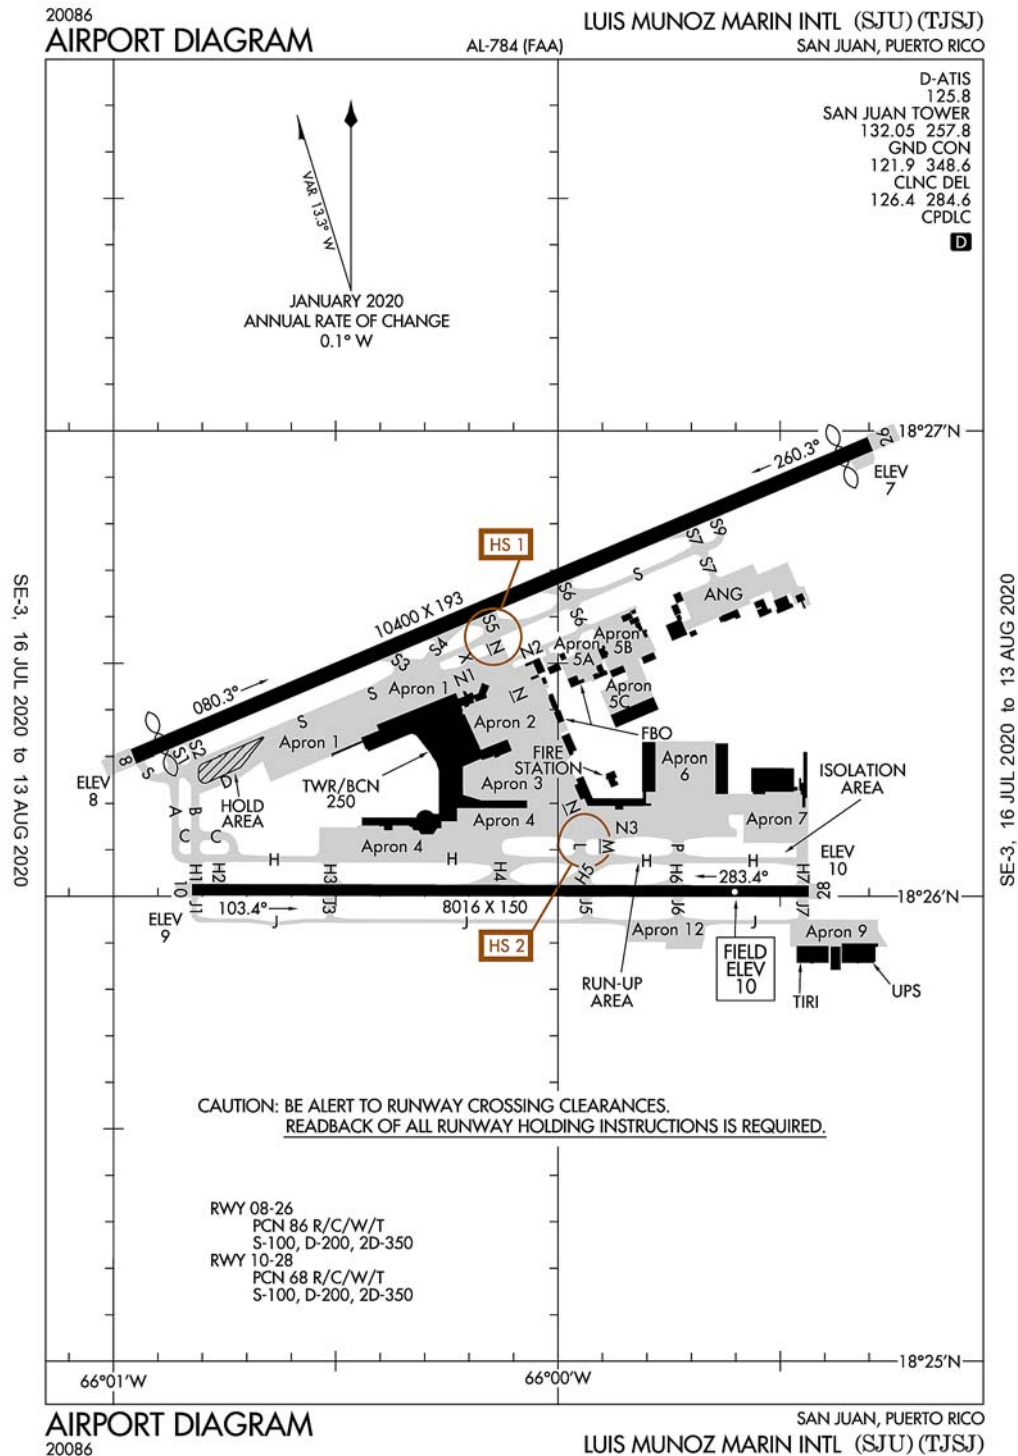 20086
AIRPORT DIAGRAM
AL-784 (FAA)
LUIS MUNOZ MARIN INTL (SJU) (TJSJ)
SAN JUAN, PUERTO RICO
D-ATIS
125.8
SAN JUAN TOWER
132.05 257.8
GND CON
121.9 348.6
CLNC DEL
126.4 284.6
CPDLC
D
VAR 13.3° W
JANUARY 2020
ANNUAL RATE OF CHANGE
0.1° W
18°27'N
26
260.3°
ELEV
7
HS 1
S9
S7
S7
S
ANG
10400 X 193
S6
S6
S5
N
S4
S3
X
N1
N2
N
Apron
5A
Apron
5B
Apron
5C
080.3°
S
S
Apron 1
Apron 1
Apron 2
FBO
8
S
S1
S2
D
ELEV
8
HOLD
AREA
TWR/BCN
250
FIRE
STATION
Apron 3
Apron
6
ISOLATION
AREA
A
B
C
C
Apron 4
Apron 4
N
N3
Apron 7
L
M
P
H
H
H
H
ELEV
10
H1
H2
H3
H4
H5
H6
H7
283.4°
10
28
18°26'N
ELEV
9
103.4°
8016 X 150
J1
J3
J5
J6
J7
J
J
J
HS 2
Apron 12
Apron 9
RUN-UP
AREA
FIELD
ELEV
10
TIRI
UPS
CAUTION: BE ALERT TO RUNWAY CROSSING CLEARANCES.
READBACK OF ALL RUNWAY HOLDING INSTRUCTIONS IS REQUIRED.
RWY 08-26
PCN 86 R/C/W/T
S-100, D-200, 2D-350
RWY 10-28
PCN 68 R/C/W/T
S-100, D-200, 2D-350
18°25'N
66°01'W
66°00'W
SE-3, 16 JUL 2020 to 13 AUG 2020
SE-3, 16 JUL 2020 to 13 AUG 2020
AIRPORT DIAGRAM
20086
SAN JUAN, PUERTO RICO
LUIS MUNOZ MARIN INTL (SJU) (TJSJ)